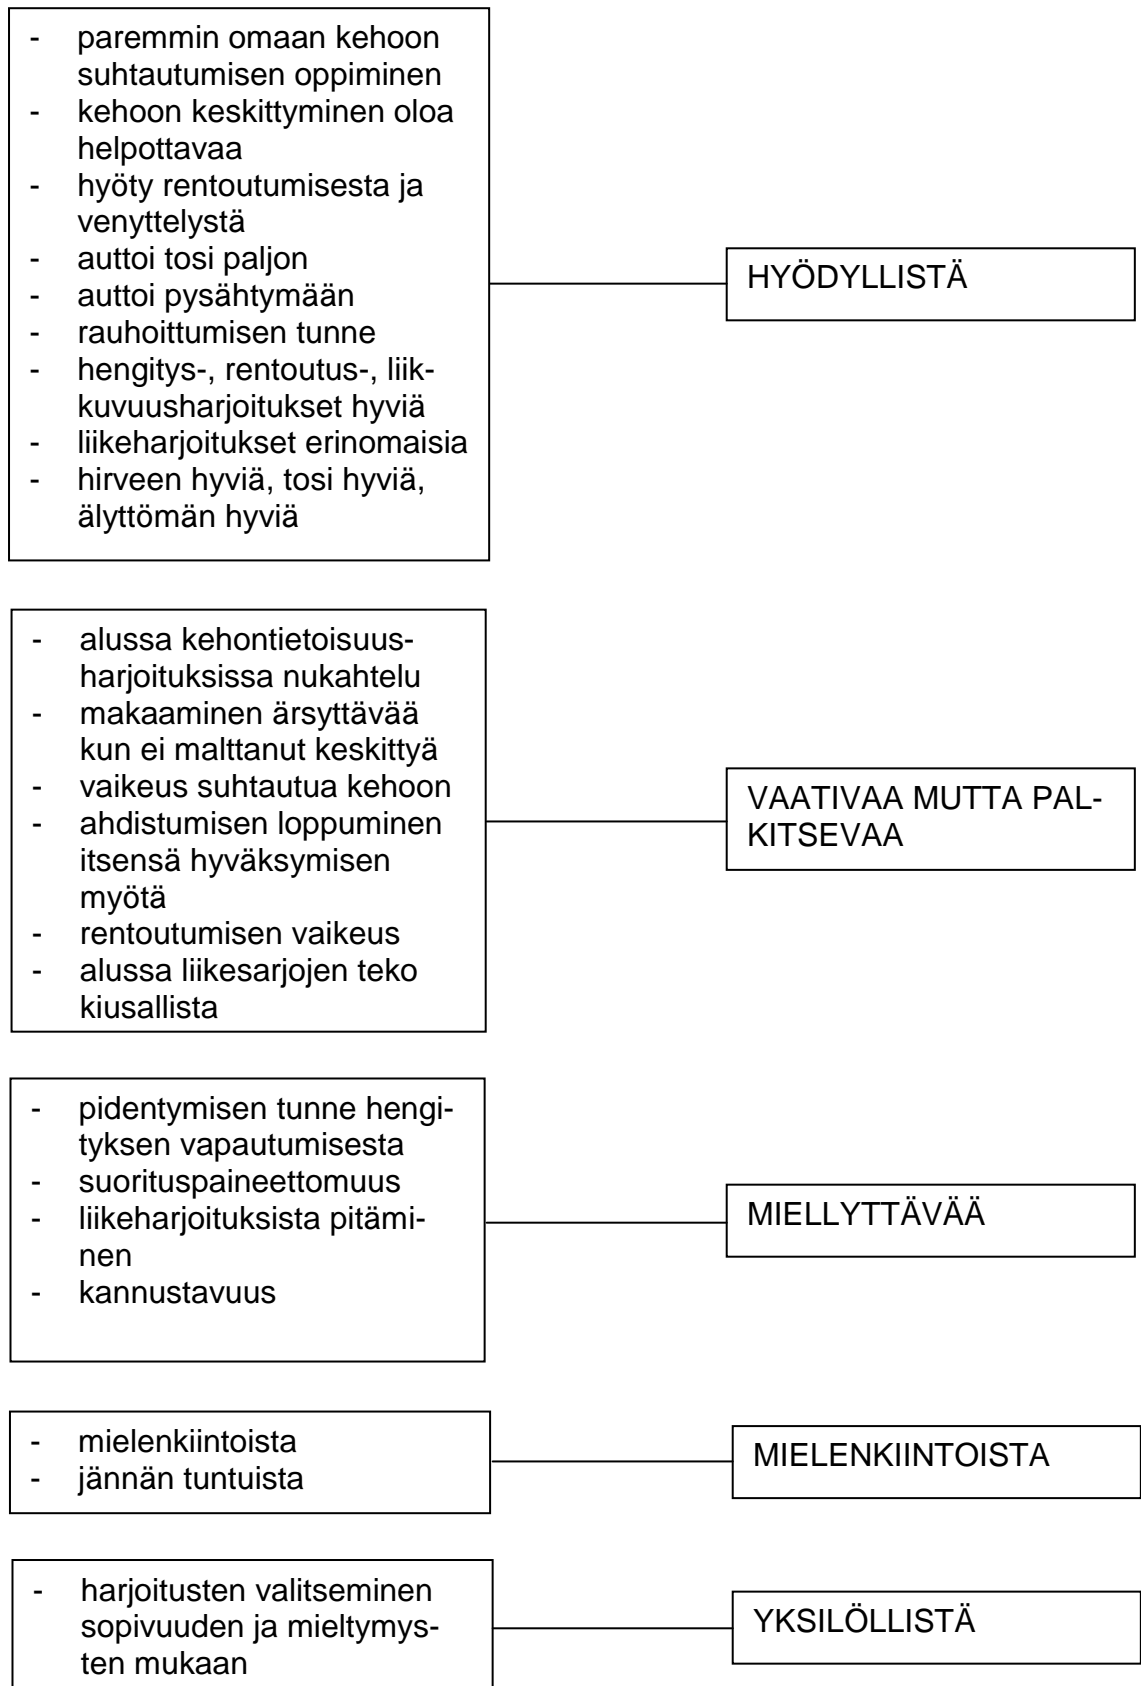 - paremmin omaan kehoon
suhtautumisen oppiminen
- kehoon keskittyminen oloa
helpottavaa
- hyöty rentoutumisesta ja
venyttelystä
- auttoi tosi paljon
- auttoi pysähtymään
- rauhoittumisen tunne
- hengitys-, rentoutus-, liik-
kuvuusharjoitukset hyviä
- liikeharjoitukset erinomaisia
- hirveen hyviä, tosi hyviä,
älyttömän hyviä
HYÖDYLLISTÄ
- alussa kehontietoisuus-
harjoituksissa nukahtelu
- makaaminen ärsyttävää
kun ei malttanut keskittyä
- vaikeus suhtautua kehoon
- ahdistumisen loppuminen
itsensä hyväksymisen
myötä
- rentoutumisen vaikeus
- alussa liikesarjojen teko
kiusallista
VAATIVAA MUTTA PAL-
KITSEVAA
- pidentymisen tunne hengi-
tyksen vapautumisesta
- suorituspaineettomuus
- liikeharjoituksista pitämi-
nen
- kannustavuus
MIELLYTTÄVÄÄ
- mielenkiintoista
- jännän tuntuista
MIELENKIINTOISTA
- harjoitusten valitseminen
sopivuuden ja mieltymys-
ten mukaan
YKSILÖLLISTÄ